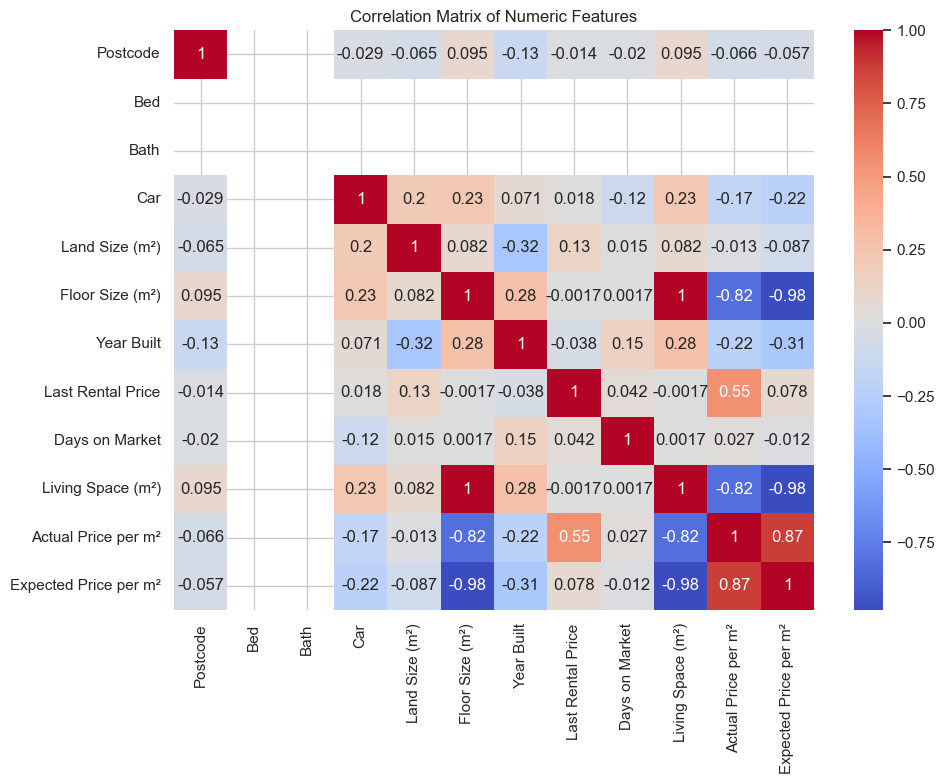 Correlation Matrix of Numeric Features
Postcode 1 -0.029 -0.065 0.095 -0.13 -0.014 -0.02 0.095 -0.066 -0.057
Bed
Bath
Car -0.029 1 0.2 0.23 0.071 0.018 -0.12 0.23 -0.17 -0.22
Land Size (m²) -0.065 0.2 1 0.082 -0.32 0.13 0.015 0.082 -0.013 -0.087
Floor Size (m²) 0.095 0.23 0.082 1 0.28 -0.0017 0.0017 1 -0.82 -0.98
Year Built -0.13 0.071 -0.32 0.28 1 -0.038 0.15 0.28 -0.22 -0.31
Last Rental Price -0.014 0.018 0.13 -0.0017 -0.038 1 0.042 -0.0017 0.55 0.078
Days on Market -0.02 -0.12 0.015 0.0017 0.15 0.042 1 0.0017 0.027 -0.012
Living Space (m²) 0.095 0.23 0.082 1 0.28 -0.0017 0.0017 1 -0.82 -0.98
Actual Price per m² -0.066 -0.17 -0.013 -0.82 -0.22 0.55 0.027 -0.82 1 0.87
Expected Price per m² -0.057 -0.22 -0.087 -0.98 -0.31 0.078 -0.012 -0.98 0.87 1
Postcode
Bed
Bath
Car
Land Size (m²)
Floor Size (m²)
Year Built
Last Rental Price
Days on Market
Living Space (m²)
Actual Price per m²
Expected Price per m²
1.00
0.75
0.50
0.25
0.00
−0.25
−0.50
−0.75